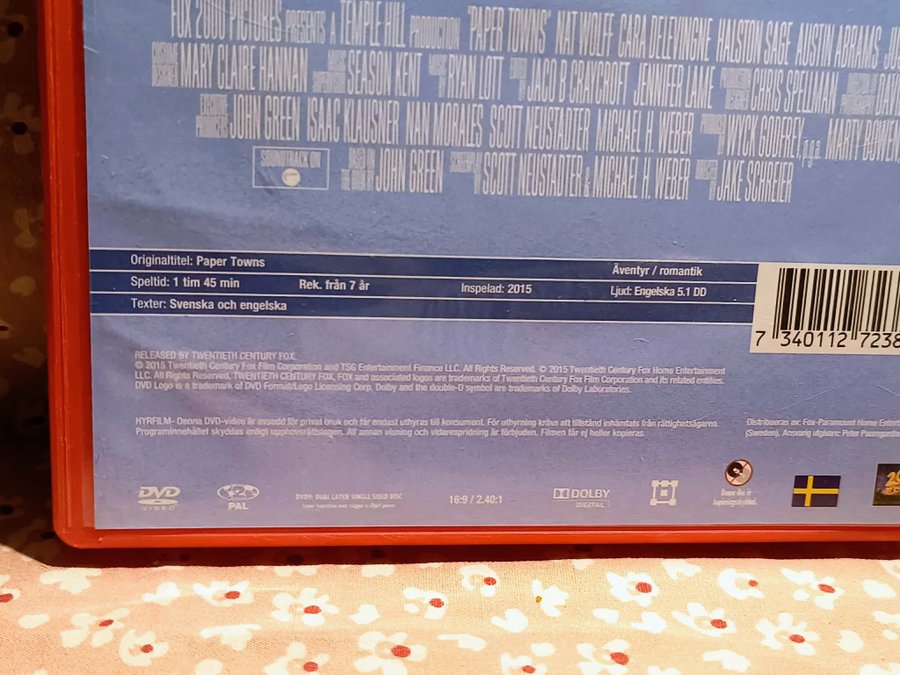 FOX 2000 PICTURES PRESENTS A TEMPLE HILL PRODUCTION "PAPER TOWNS" NAT WOLFF CARA DELEVINGNE HALSTON SAGE AUSTIN ABRAMS
MARY CLAIRE HANNAN SEASON KENT RYAN LOTT JACOB CRAYCROFT JENNIFER LAME CHRIS SPELLMAN
JOHN GREEN ISAAC KLAUSNER NAN MORALES SCOTT NEUSTADTER MICHAEL H. WEBER WYCK GODFREY, p.g.a. MARTY BOWEN,
SOUNDTRACK ON JOHN GREEN SCOTT NEUSTADTER & MICHAEL H. WEBER JAKE SCHREIER
Originaltitel: Paper Towns Äventyr / romantik
Speltid: 1 tim 45 min Rek. från 7 år Inspelad: 2015 Ljud: Engelska 5.1 DD
Texter: Svenska och engelska
7 340112 7238
RELEASED BY TWENTIETH CENTURY FOX.
© 2015 Twentieth Century Fox Film Corporation and TSG Entertainment Finance LLC. All Rights Reserved. © 2015 Twentieth Century Fox Home Entertainment
LLC. All Rights Reserved. TWENTIETH CENTURY FOX, FOX and associated logos are trademarks of Twentieth Century Fox Film Corporation and its related entities.
DVD Logo is a trademark of DVD Format/Logo Licensing Corp. Dolby and the double-D symbol are trademarks of Dolby Laboratories.
HYRFILM- Denna DVD-video är avsedd för privat bruk och får endast uthyras till konsument. För uthyrning krävs att tillstånd inhämtats från rättighetsägaren.
Programinnehållet skyddas enligt upphovsrättslagen. All annan visning och vidarespridning är förbjuden. Filmen får ej heller kopieras.
Distribueras av: Fox-Paramount Home Enter
(Sweden), Ansvarig utgivare: Peter
DVD VIDEO
2 PAL
DVD9: DUAL LAYER SINGLE SIDED DISC
16:9 / 2.40:1
DOLBY DIGITAL
Denna film är
kopieringsskyddad.